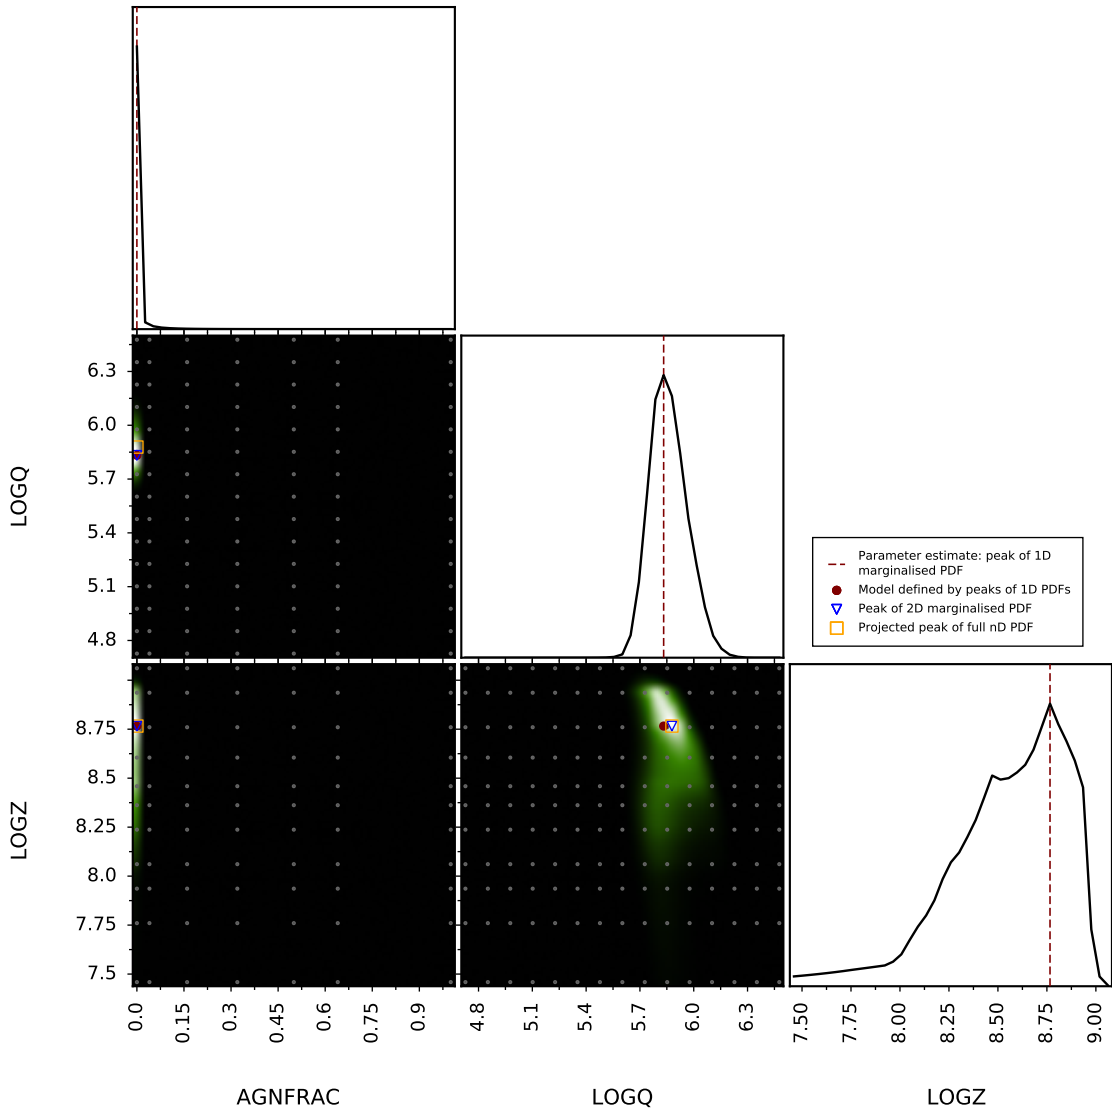 6.3
6.0
5.7
5.4
5.1
4.8
LOGQ
Parameter estimate: peak of 1D
marginalised PDF
Model defined by peaks of 1D PDFs
Peak of 2D marginalised PDF
Projected peak of full nD PDF
8.75
8.5
8.25
8.0
7.75
7.5
LOGZ
0.0 0.15 0.3 0.45 0.6 0.75 0.9
4.8 5.1 5.4 5.7 6.0 6.3
7.50 7.75 8.00 8.25 8.50 8.75 9.00
AGNFRAC LOGQ LOGZ